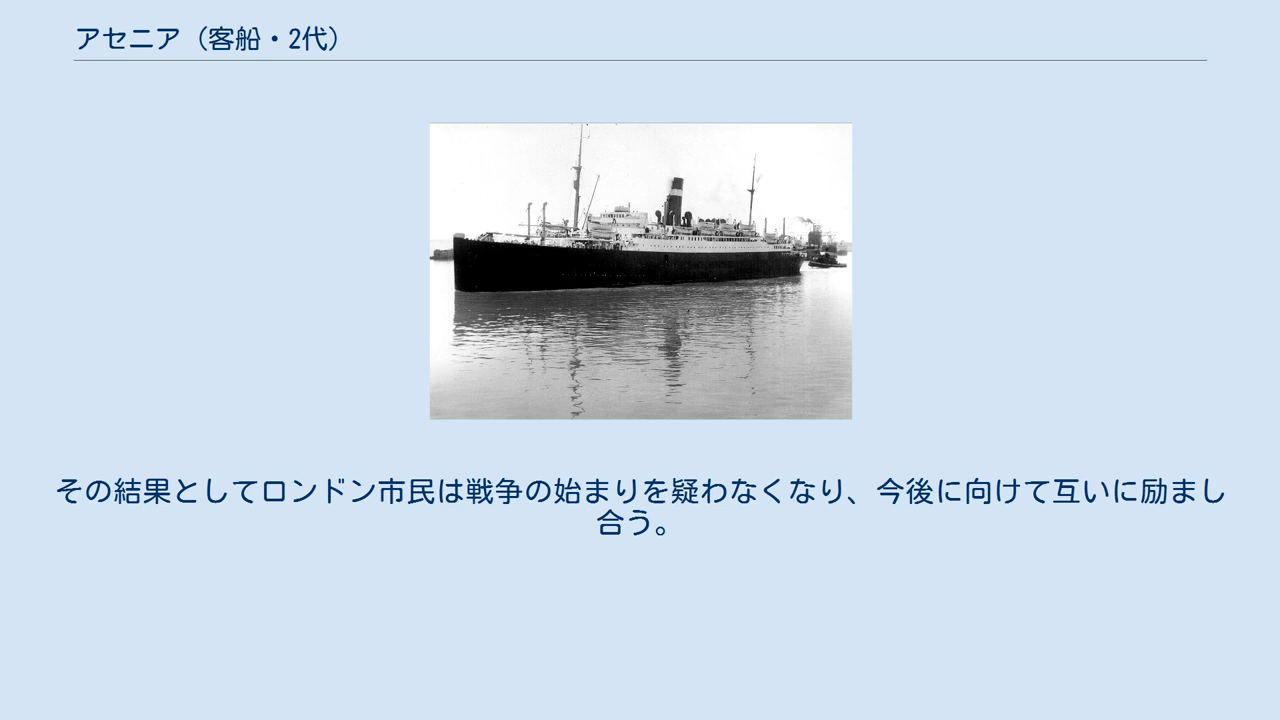 アセニア（客船・2代）
その結果としてロンドン市民は戦争の始まりを疑わなくなり、今後に向けて互いに励まし
合う。